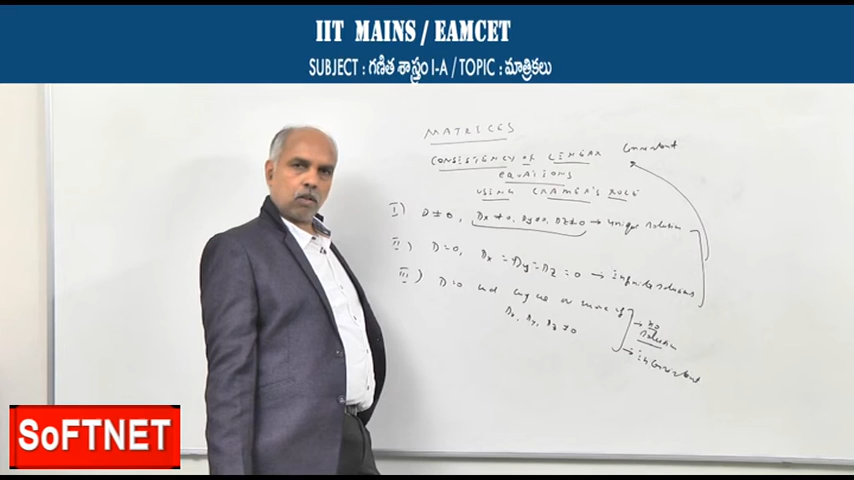 IIT MAINS / EAMCET
SUBJECT : గణిత శాస్త్రం I-A / TOPIC : మాత్రికలు
MATRICES
CONSISTENCY OF LINEAR
EQUATIONS
USING CRAMER'S RULE
Consistent
I) D≠0, Dx≠0, Dy≠0, Dz≠0 → unique solution
II) D=0, Dx=Dy=Dz=0 → infinite solutions
III) D=0 and any one or more of
Dx, Dy, Dz ≠0
→ no
solution
→ inconsistent
SoFTNET